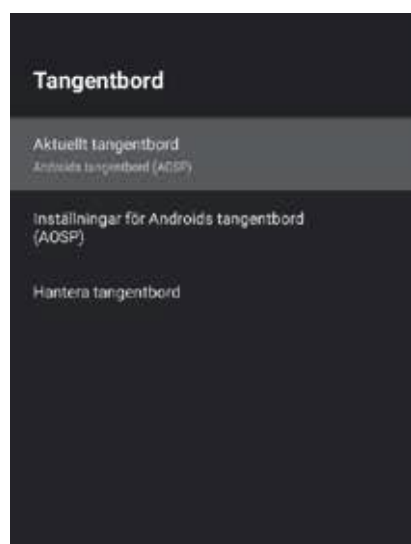 Tangentbord
Aktuellt tangentbord
Androids tangentbord (AOSP)
Inställningar för Androids tangentbord
(AOSP)
Hantera tangentbord